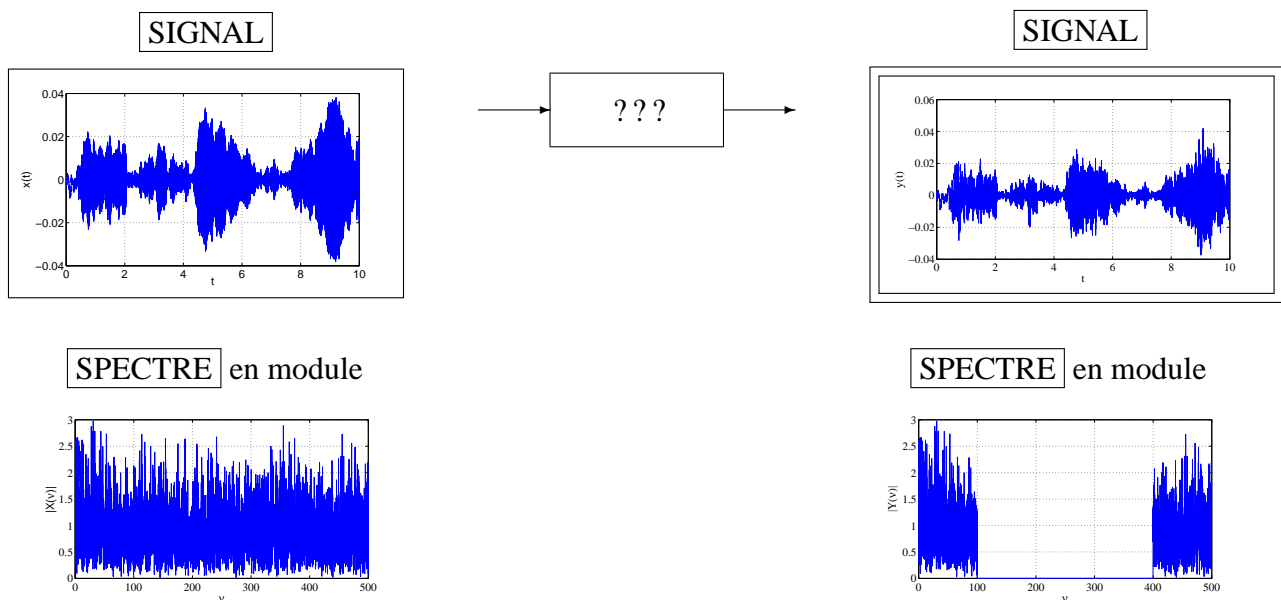 SIGNAL
SIGNAL
0.04
0.02
0
−0.02
−0.04
x(t)
0 2 4 6 8 10
t
? ? ?
0.06
0.04
0.02
0
−0.02
−0.04
y(t)
0 2 4 6 8 10
t
SPECTRE en module
SPECTRE en module
3
2.5
2
1.5
1
0.5
0
|X(ν)|
0 100 200 300 400 500
ν
3
2.5
2
1.5
1
0.5
0
|Y(ν)|
0 100 200 300 400 500
ν